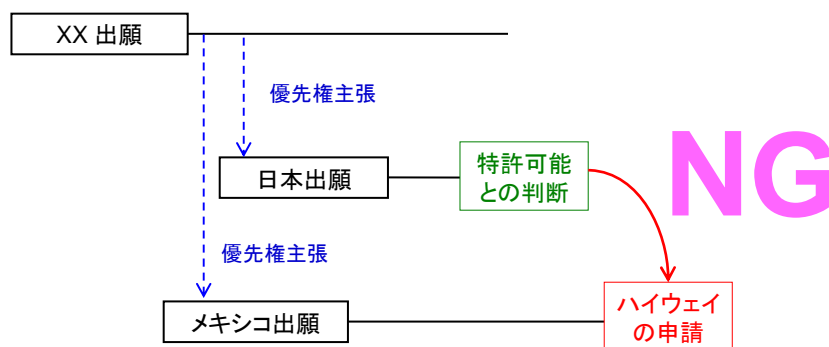 XX 出願
優先権主張
特許可能
との判断
NG
日本出願
優先権主張
メキシコ出願
ハイウェイ
の申請